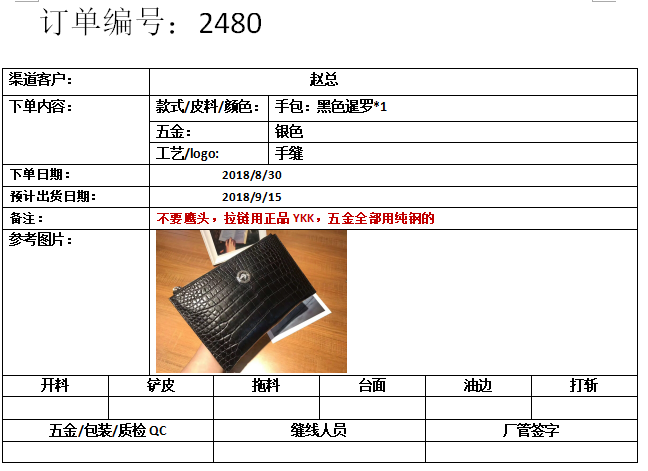 订单编号：2480
渠道客户： 赵总
下单内容： 款式/皮料/颜色： 手包：黑色暹罗*1
五金： 银色
工艺/logo: 手缝
下单日期： 2018/8/30
预计出货日期： 2018/9/15
备注： 不要鹰头，拉链用正品 YKK，五金全部用纯钢的
参考图片：
开料 铲皮 拖料 台面 油边 打斩
五金/包装/质检 QC 缝线人员 厂管签字